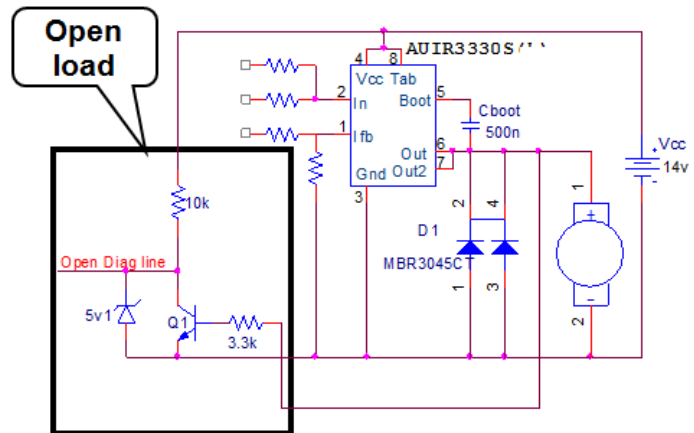 Open
load
AUIR3330S
4
8
Vcc
Tab
2
In
Boot
5
Cboot
500n
1
Ifb
Out
6
Out2
7
Gnd
3
Vcc
14v
+
-
10k
2
4
D1
MBR3045CT
1
3
1
+
-
2
Open Diag line
5v1
Q1
3.3k